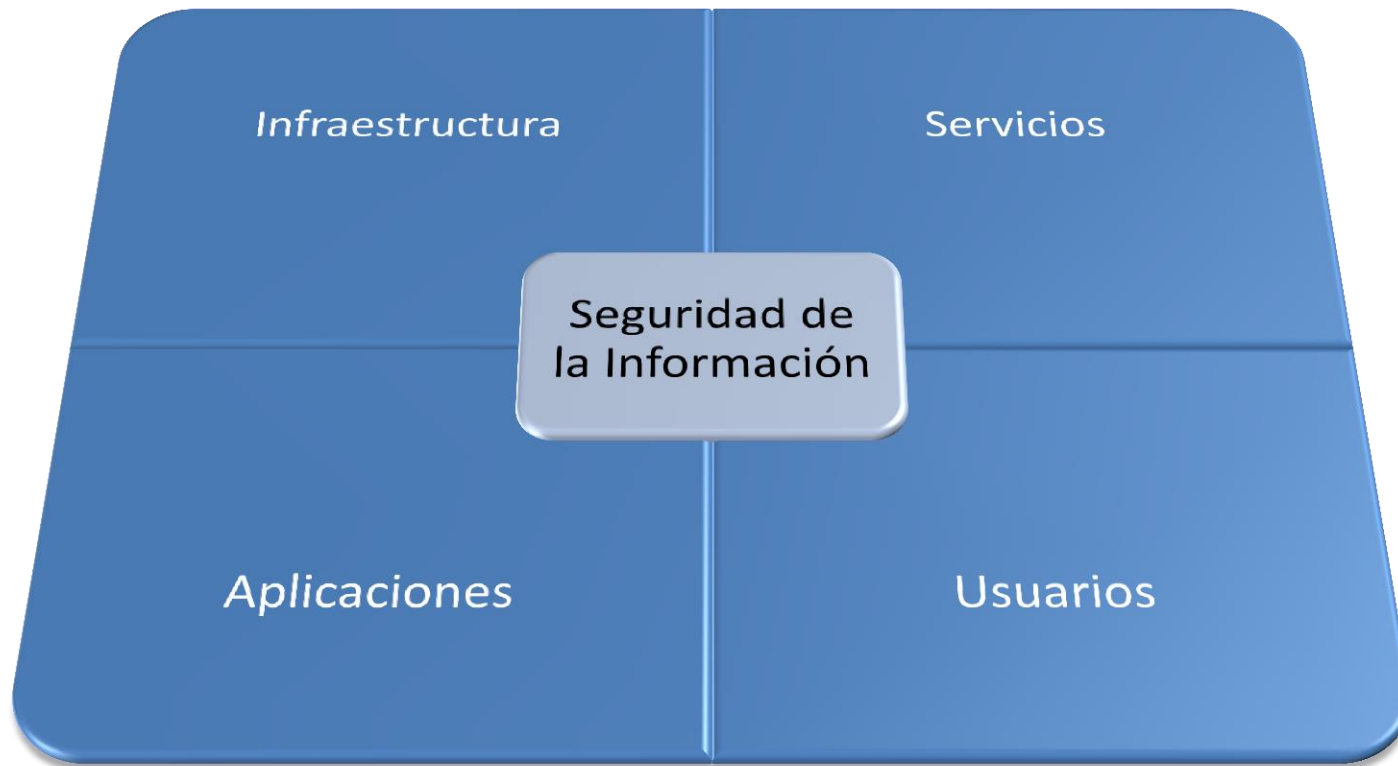 Infraestructura
Servicios
Seguridad de
la Información
Aplicaciones
Usuarios